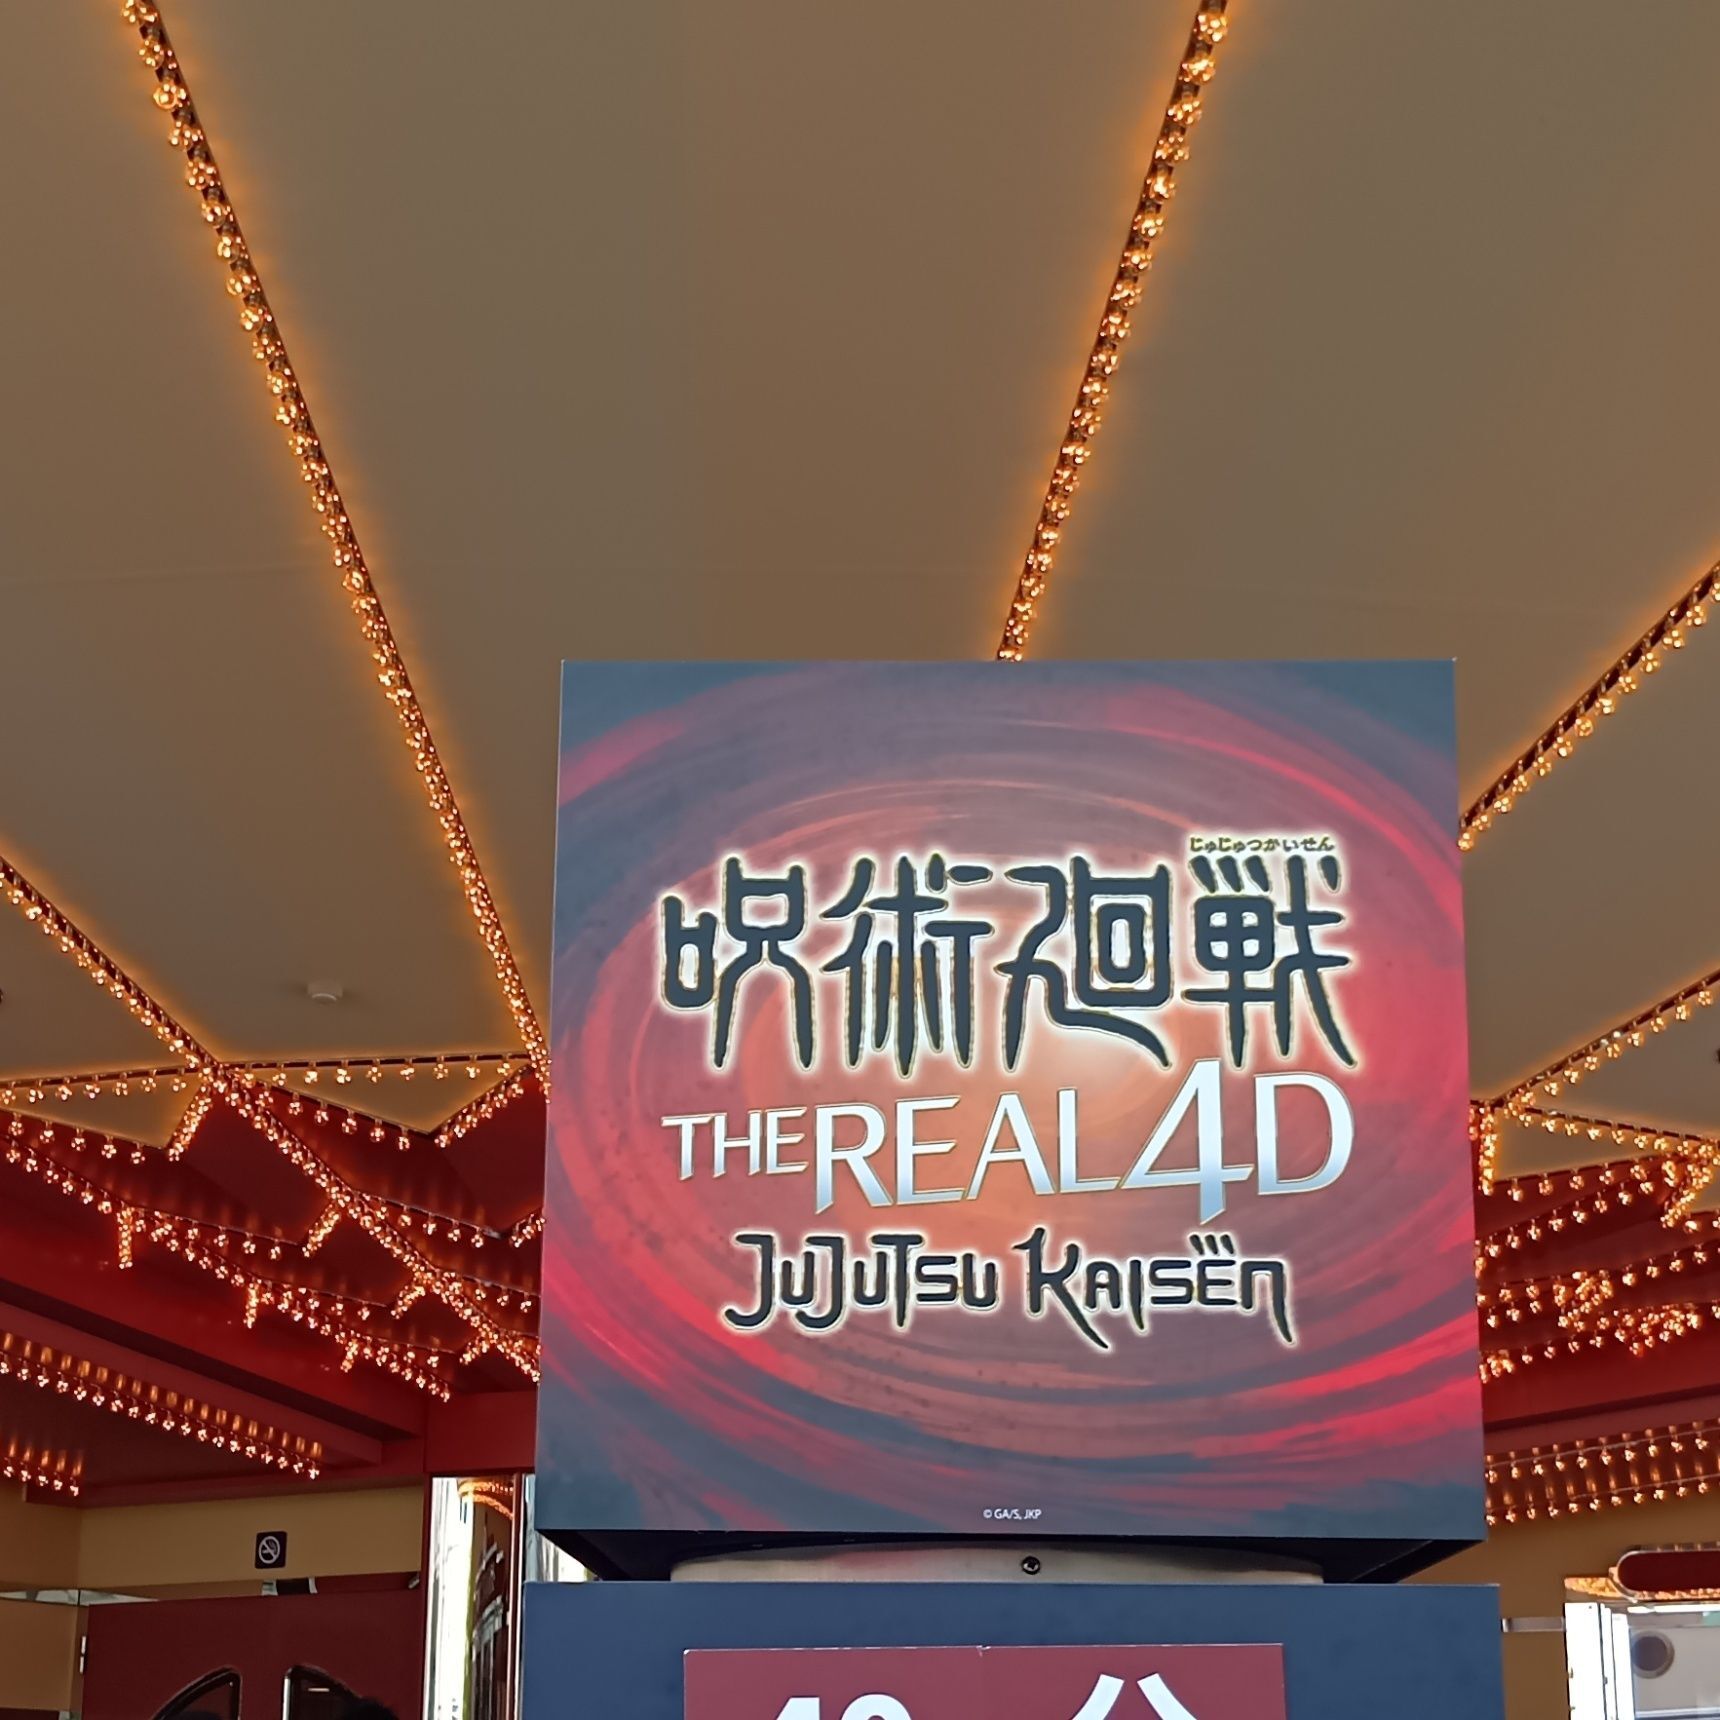 じゅじゅつかいせん
呪術廻戦
THE REAL 4D
JUJUTSU KAISEN
© GA/S, JKP
分